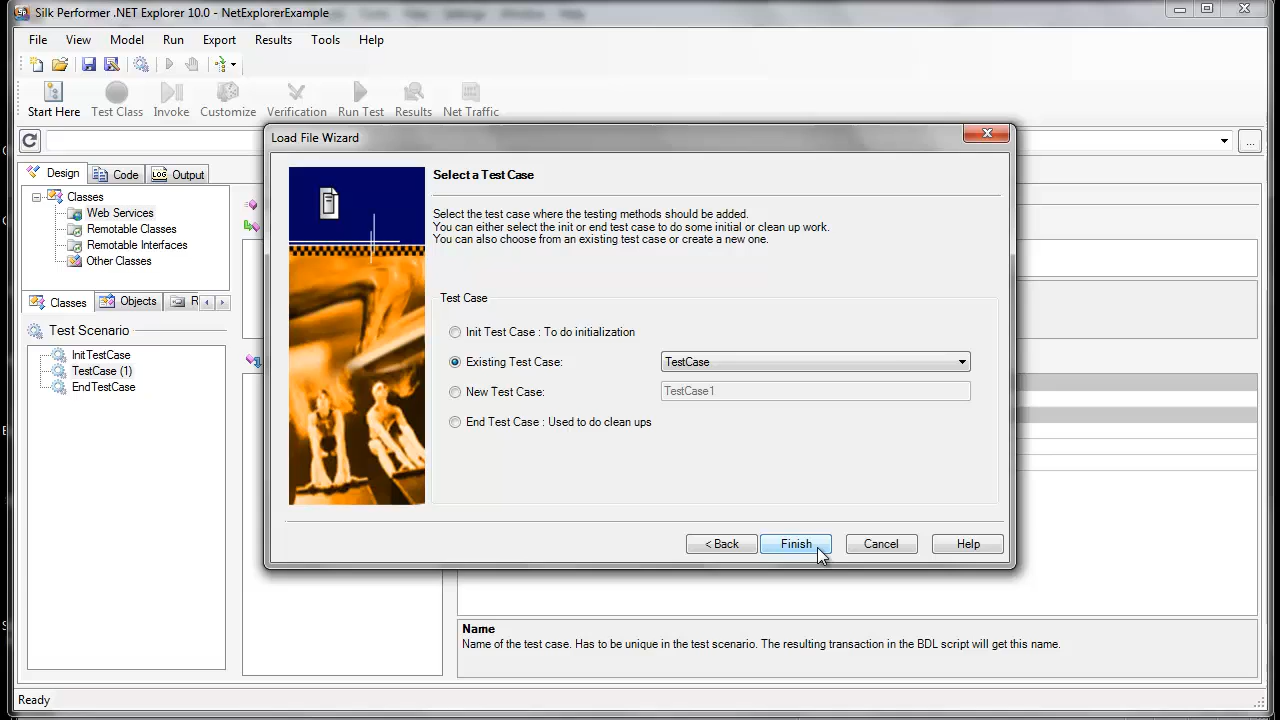 Silk Performer .NET Explorer 10.0 - NetExplorerExample
File View Model Run Export Results Tools Help
Start Here Test Class Invoke Customize Verification Run Test Results Net Traffic
...
Load File Wizard
Design Code Output
Classes
Web Services
Remotable Classes
Remotable Interfaces
Other Classes
Classes Objects R
Test Scenario
InitTestCase
TestCase (1)
EndTestCase
Select a Test Case
Select the test case where the testing methods should be added.
You can either select the init or end test case to do some initial or clean up work.
You can also choose from an existing test case or create a new one.
Test Case
Init Test Case : To do initialization
Existing Test Case: TestCase
New Test Case: TestCase1
End Test Case : Used to do clean ups
< Back Finish Cancel Help
Name
Name of the test case. Has to be unique in the test scenario. The resulting transaction in the BDL script will get this name.
Ready